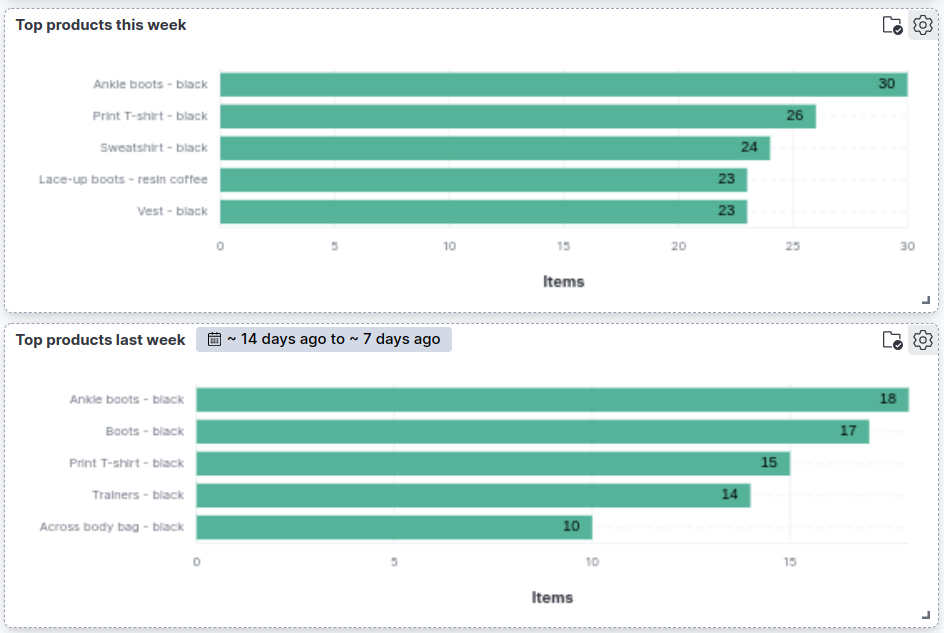 Top products this week
Ankle boots - black 30
Print T-shirt - black 26
Sweatshirt - black 24
Lace-up boots - resin coffee 23
Vest - black 23
0 5 10 15 20 25 30
Items
Top products last week ~ 14 days ago to ~ 7 days ago
Ankle boots - black 18
Boots - black 17
Print T-shirt - black 15
Trainers - black 14
Across body bag - black 10
0 5 10 15
Items